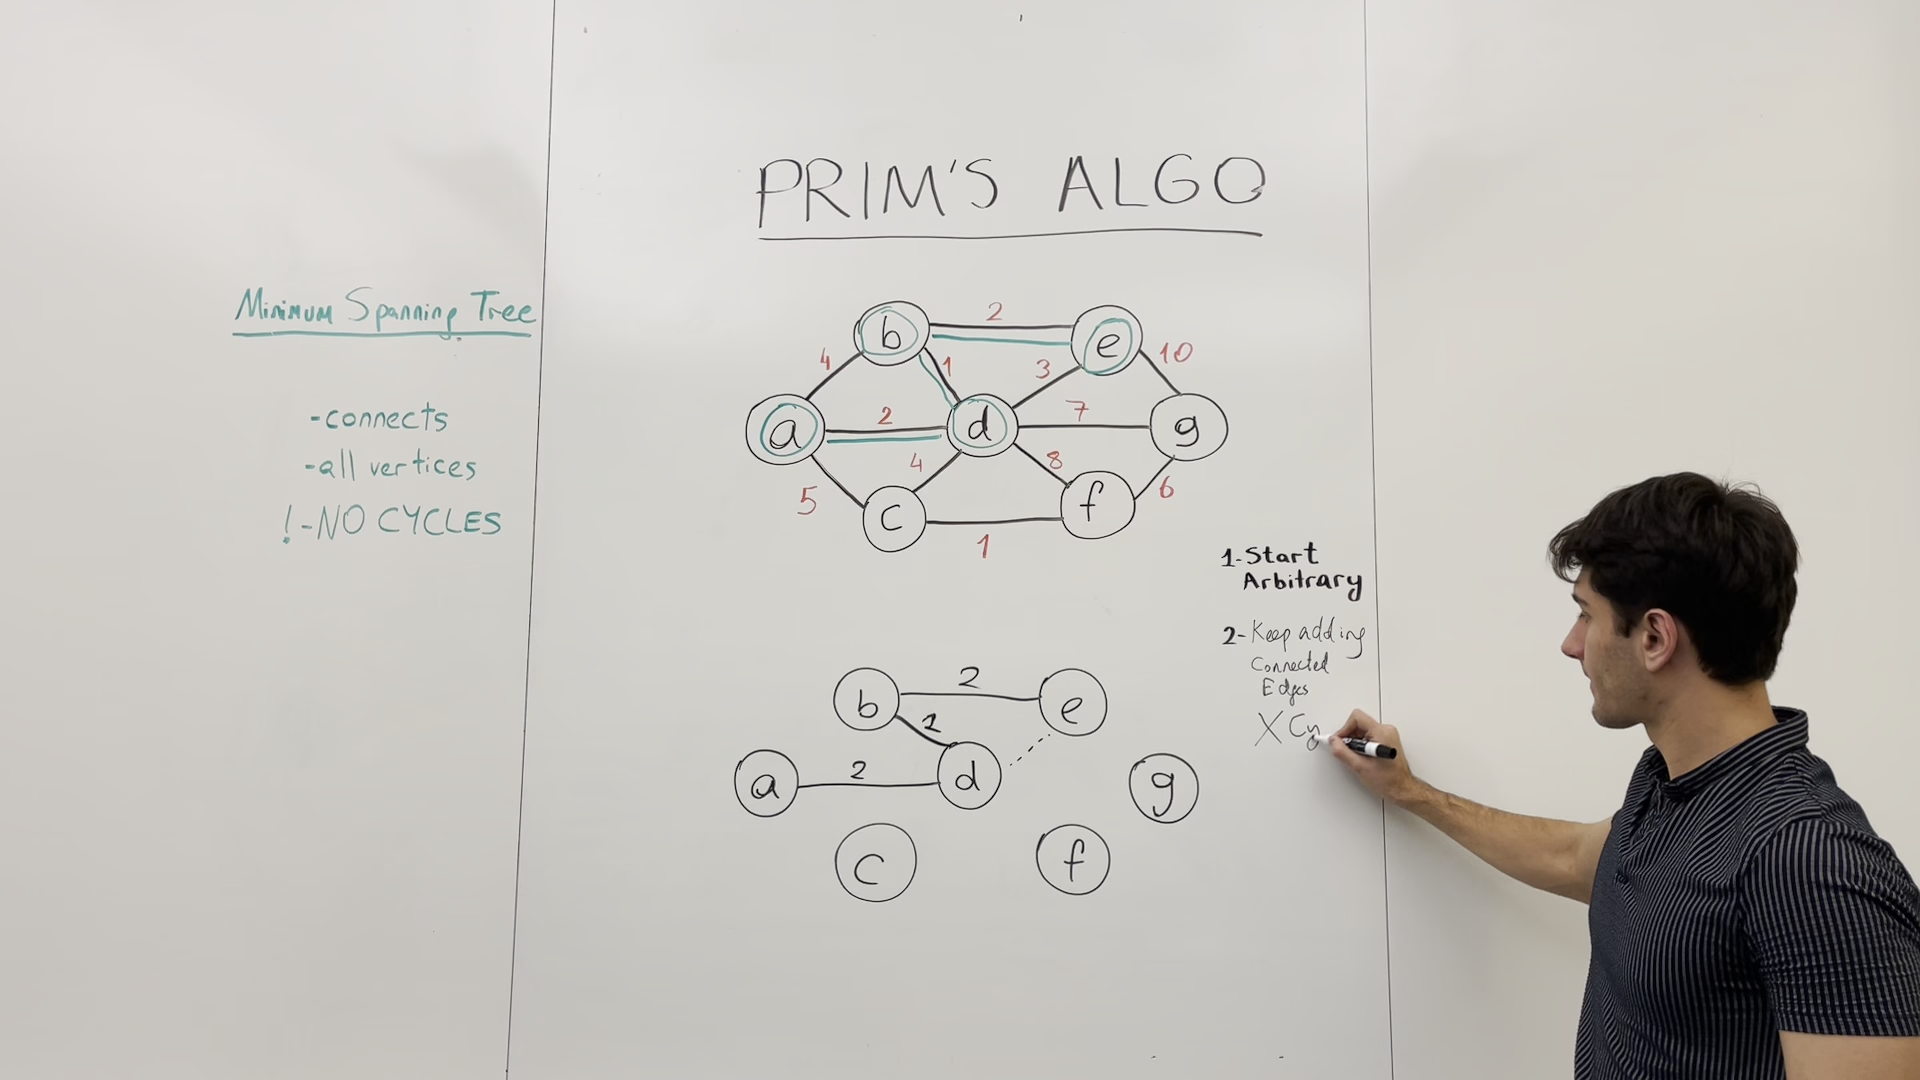 PRIM'S ALGO
Minimum Spanning Tree
-connects
-all vertices
!-NO CYCLES
2
b
e
4
1
3
10
a
2
d
7
g
4
8
5
c
f
6
1
1-Start
Arbitrary
2-Keep adding
Connected
Edges
X Cy
b
2
e
1
a
2
d
g
c
f